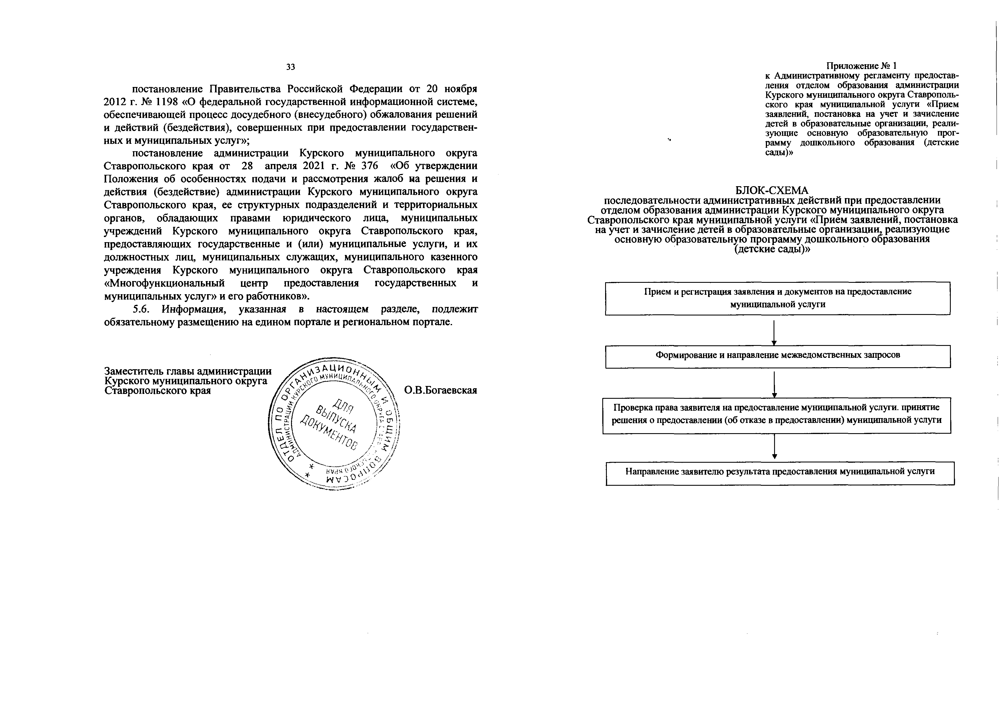 33
постановление Правительства Российской Федерации от 20 ноября
2012 г. № 1198 «О федеральной государственной информационной системе,
обеспечивающей процесс досудебного (внесудебного) обжалования решений
и действий (бездействия), совершенных при предоставлении государствен-
ных и муниципальных услуг»;
постановление администрации Курского муниципального округа
Ставропольского края от 28 апреля 2021 г. № 376 «Об утверждении
Положения об особенностях подачи и рассмотрения жалоб на решения и
действия (бездействие) администрации Курского муниципального округа
Ставропольского края, ее структурных подразделений и территориальных
органов, обладающих правами юридического лица, муниципальных
учреждений Курского муниципального округа Ставропольского края,
предоставляющих государственные и (или) муниципальные услуги, и их
должностных лиц, муниципальных служащих, муниципального казенного
учреждения Курского муниципального округа Ставропольского края
«Многофункциональный центр предоставления государственных и
муниципальных услуг» и его работников».
5.6. Информация, указанная в настоящем разделе, подлежит
обязательному размещению на едином портале и региональном портале.
Заместитель главы администрации
Курского муниципального округа
Ставропольского края
О.В.Богаевская
ОТДЕЛ ПО ОРГАНИЗАЦИОННЫМ И ОБЩИМ ВОПРОСАМ
АДМИНИСТРАЦИИ КУРСКОГО МУНИЦИПАЛЬНОГО ОКРУГА КРАЯ
ДЛЯ
ВЫПУСКА
ДОКУМЕНТОВ
Приложение № 1
к Административному регламенту предостав-
ления отделом образования администрации
Курского муниципального округа Ставрополь-
ского края муниципальной услуги «Прием
заявлений, постановка на учет и зачисление
детей в образовательные организации, реали-
зующие основную образовательную прог-
рамму дошкольного образования (детские
сады)»
БЛОК-СХЕМА
последовательности административных действий при предоставлении
отделом образования администрации Курского муниципального округа
Ставропольского края муниципальной услуги «Прием заявлений, постановка
на учет и зачисление детей в образовательные организации, реализующие
основную образовательную программу дошкольного образования
(детские сады)»
Прием и регистрация заявления и документов на предоставление
муниципальной услуги
Формирование и направление межведомственных запросов
Проверка права заявителя на предоставление муниципальной услуги. принятие
решения о предоставлении (об отказе в предоставлении) муниципальной услуги
Направление заявителю результата предоставления муниципальной услуги